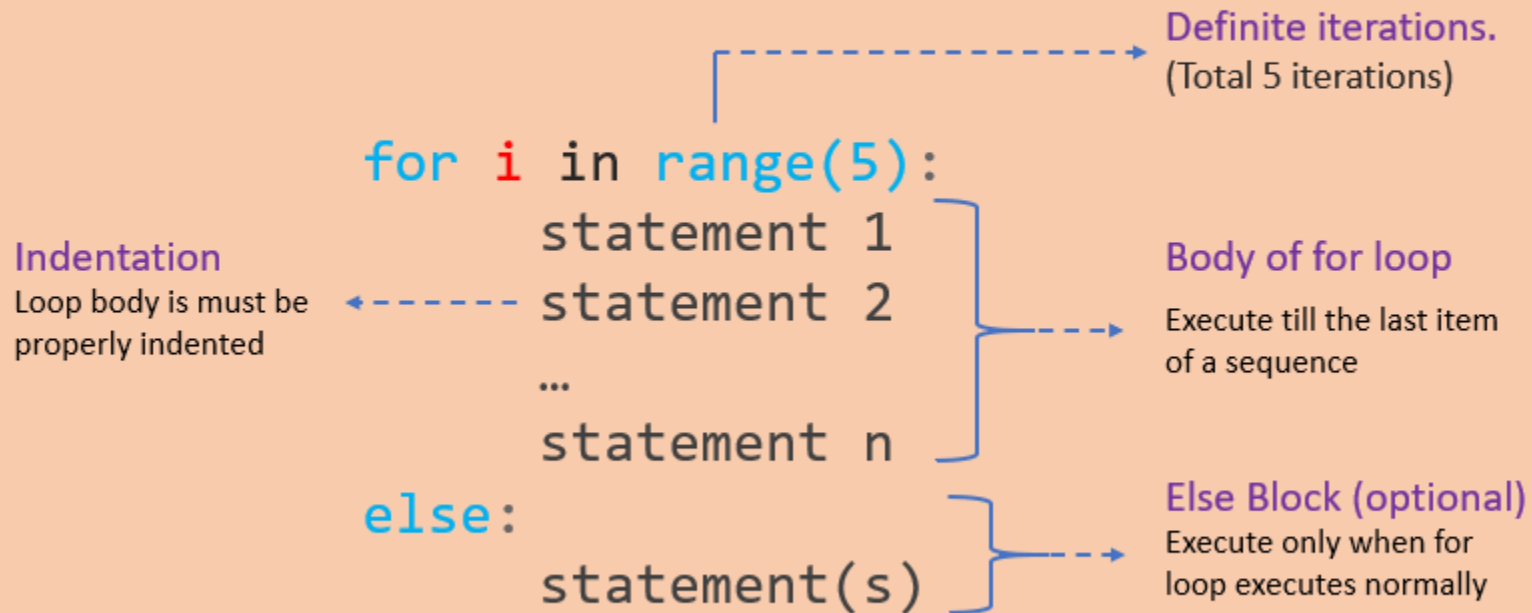 Definite iterations.
(Total 5 iterations)
for i in range(5):
statement 1
Indentation
Loop body is must be
properly indented
statement 2
…
statement n
Body of for loop
Execute till the last item
of a sequence
else:
statement(s)
Else Block (optional)
Execute only when for
loop executes normally